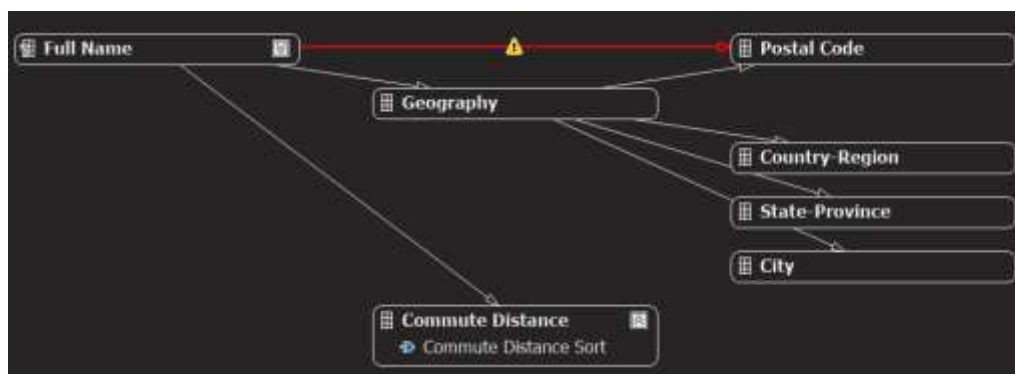 Full Name
Postal Code
Geography
Country-Region
State-Province
City
Commute Distance
Commute Distance Sort